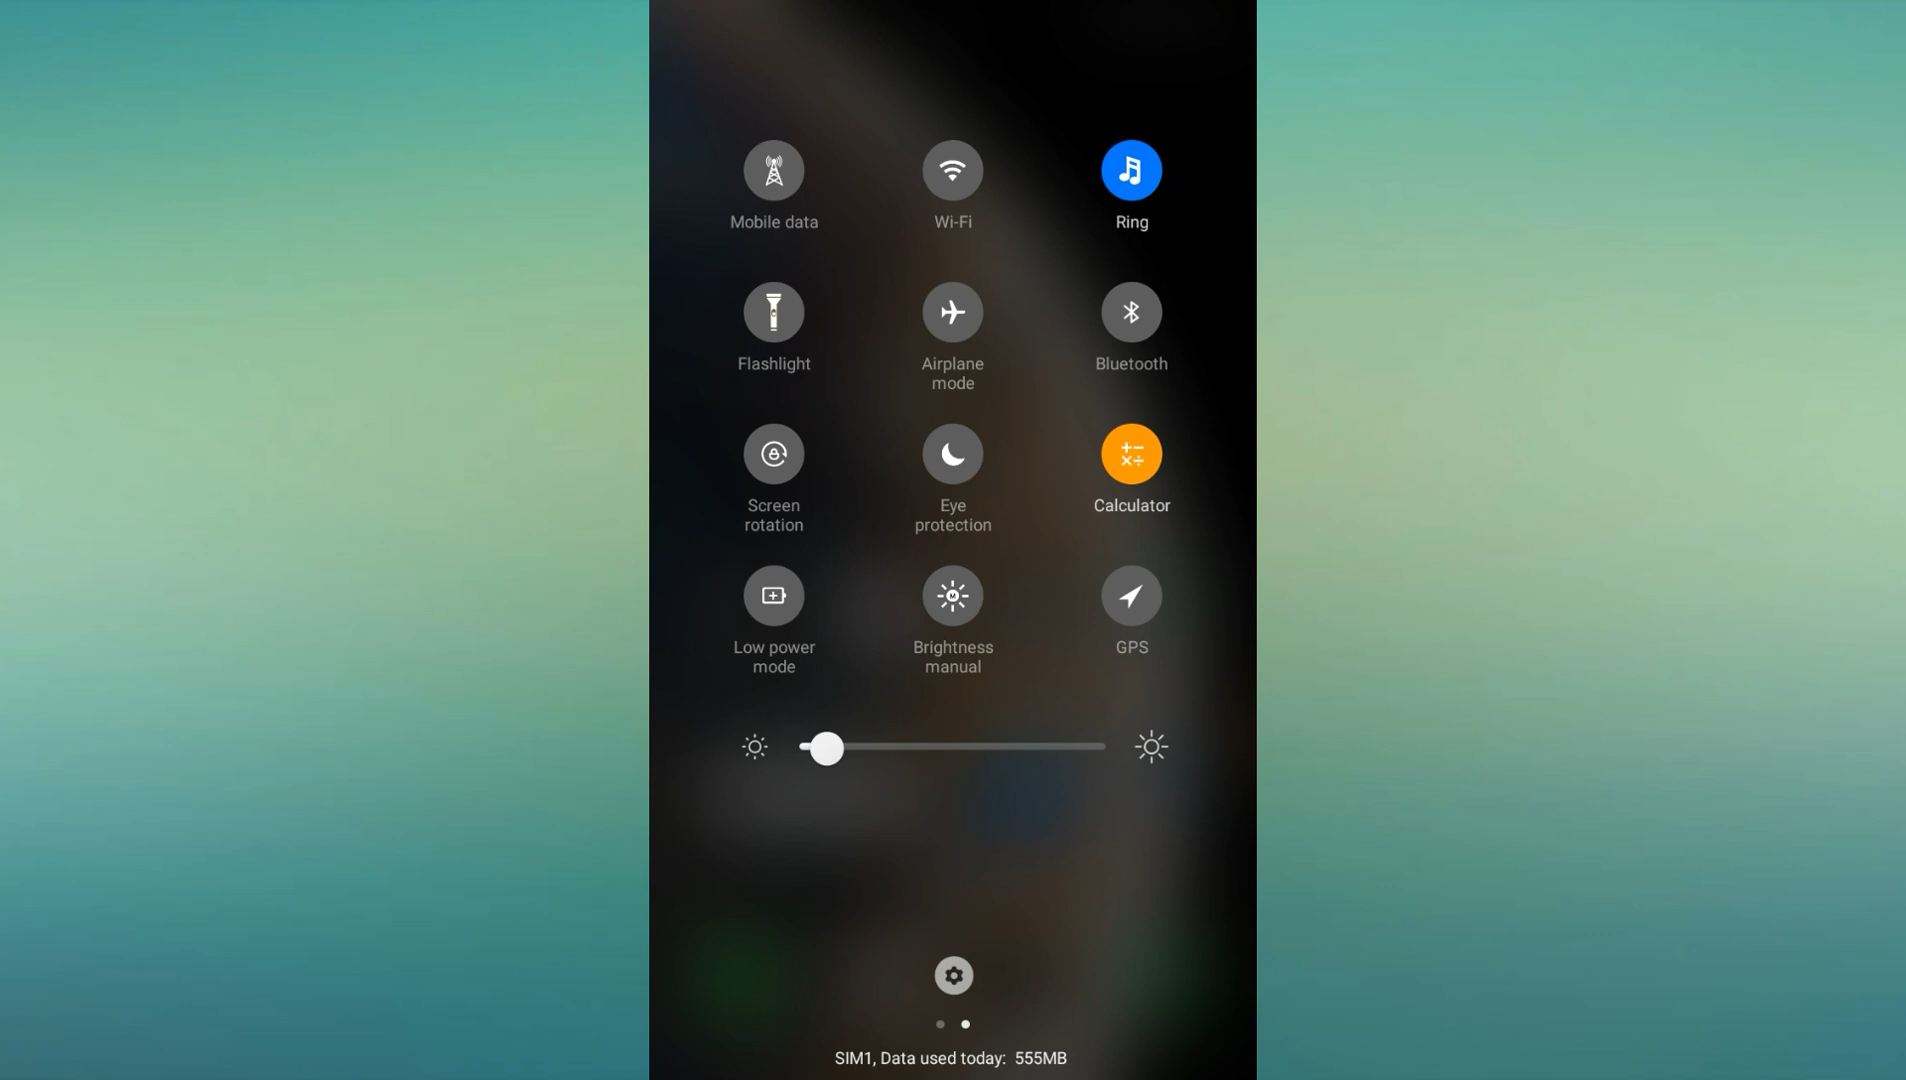 Mobile data
Wi-Fi
Ring
Flashlight
Airplane
mode
Bluetooth
Screen
rotation
Eye
protection
Calculator
Low power
mode
Brightness
manual
GPS
SIM1, Data used today: 555MB